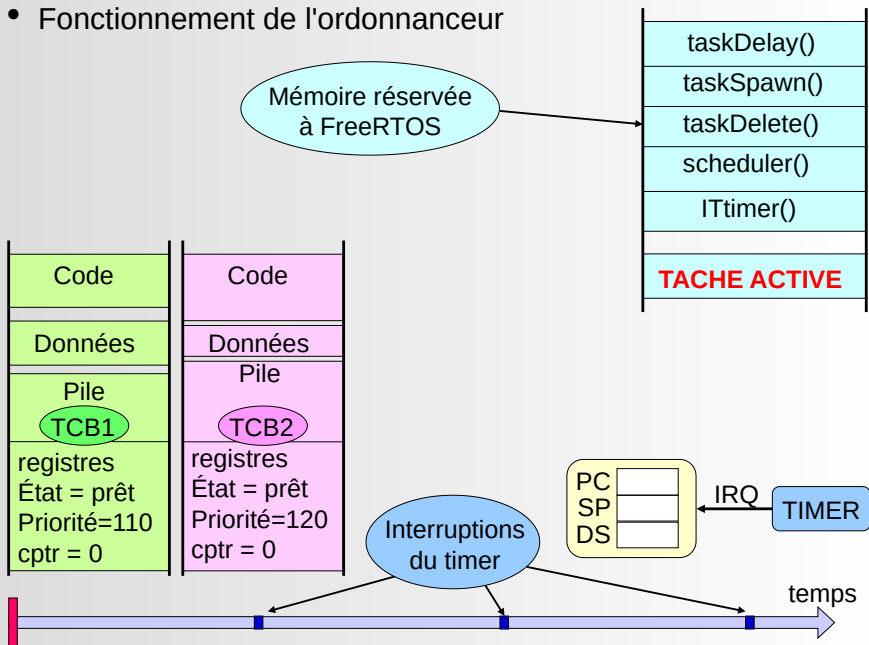 • Fonctionnement de l'ordonnanceur
Mémoire réservée
à FreeRTOS
taskDelay()
taskSpawn()
taskDelete()
scheduler()
ITtimer()
TACHE ACTIVE
Code
Données
Pile
TCB1
registres
État = prêt
Priorité=110
cptr = 0
Code
Données
Pile
TCB2
registres
État = prêt
Priorité=120
cptr = 0
Interruptions
du timer
PC
SP
DS
IRQ
TIMER
temps